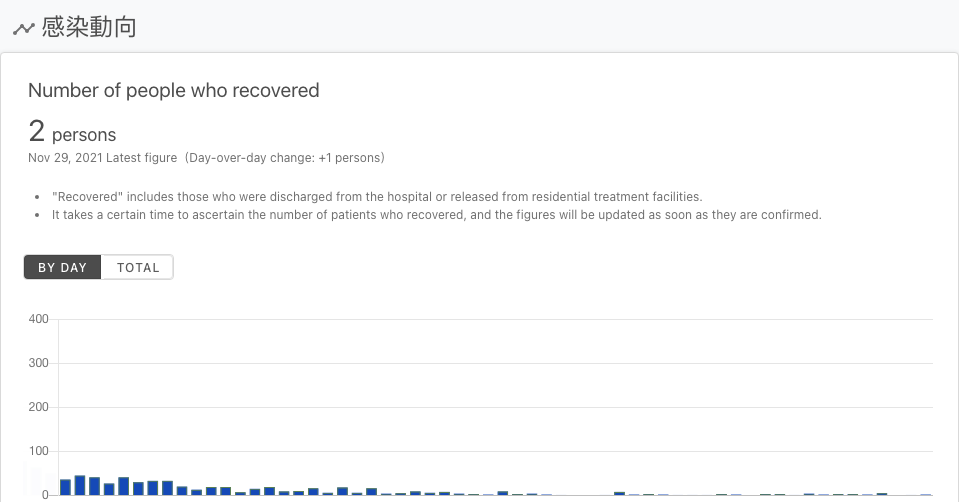 感染動向
Number of people who recovered
2 persons
Nov 29, 2021 Latest figure (Day-over-day change: +1 persons)
• "Recovered" includes those who were discharged from the hospital or released from residential treatment facilities.
• It takes a certain time to ascertain the number of patients who recovered, and the figures will be updated as soon as they are confirmed.
BY DAY TOTAL
400
300
200
100
0